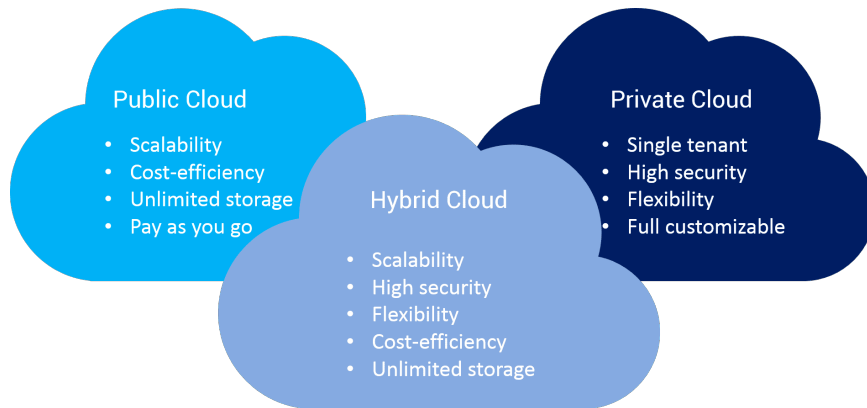 Public Cloud
• Scalability
• Cost-efficiency
• Unlimited storage
• Pay as you go
Private Cloud
• Single tenant
• High security
• Flexibility
• Full customizable
Hybrid Cloud
• Scalability
• High security
• Flexibility
• Cost-efficiency
• Unlimited storage